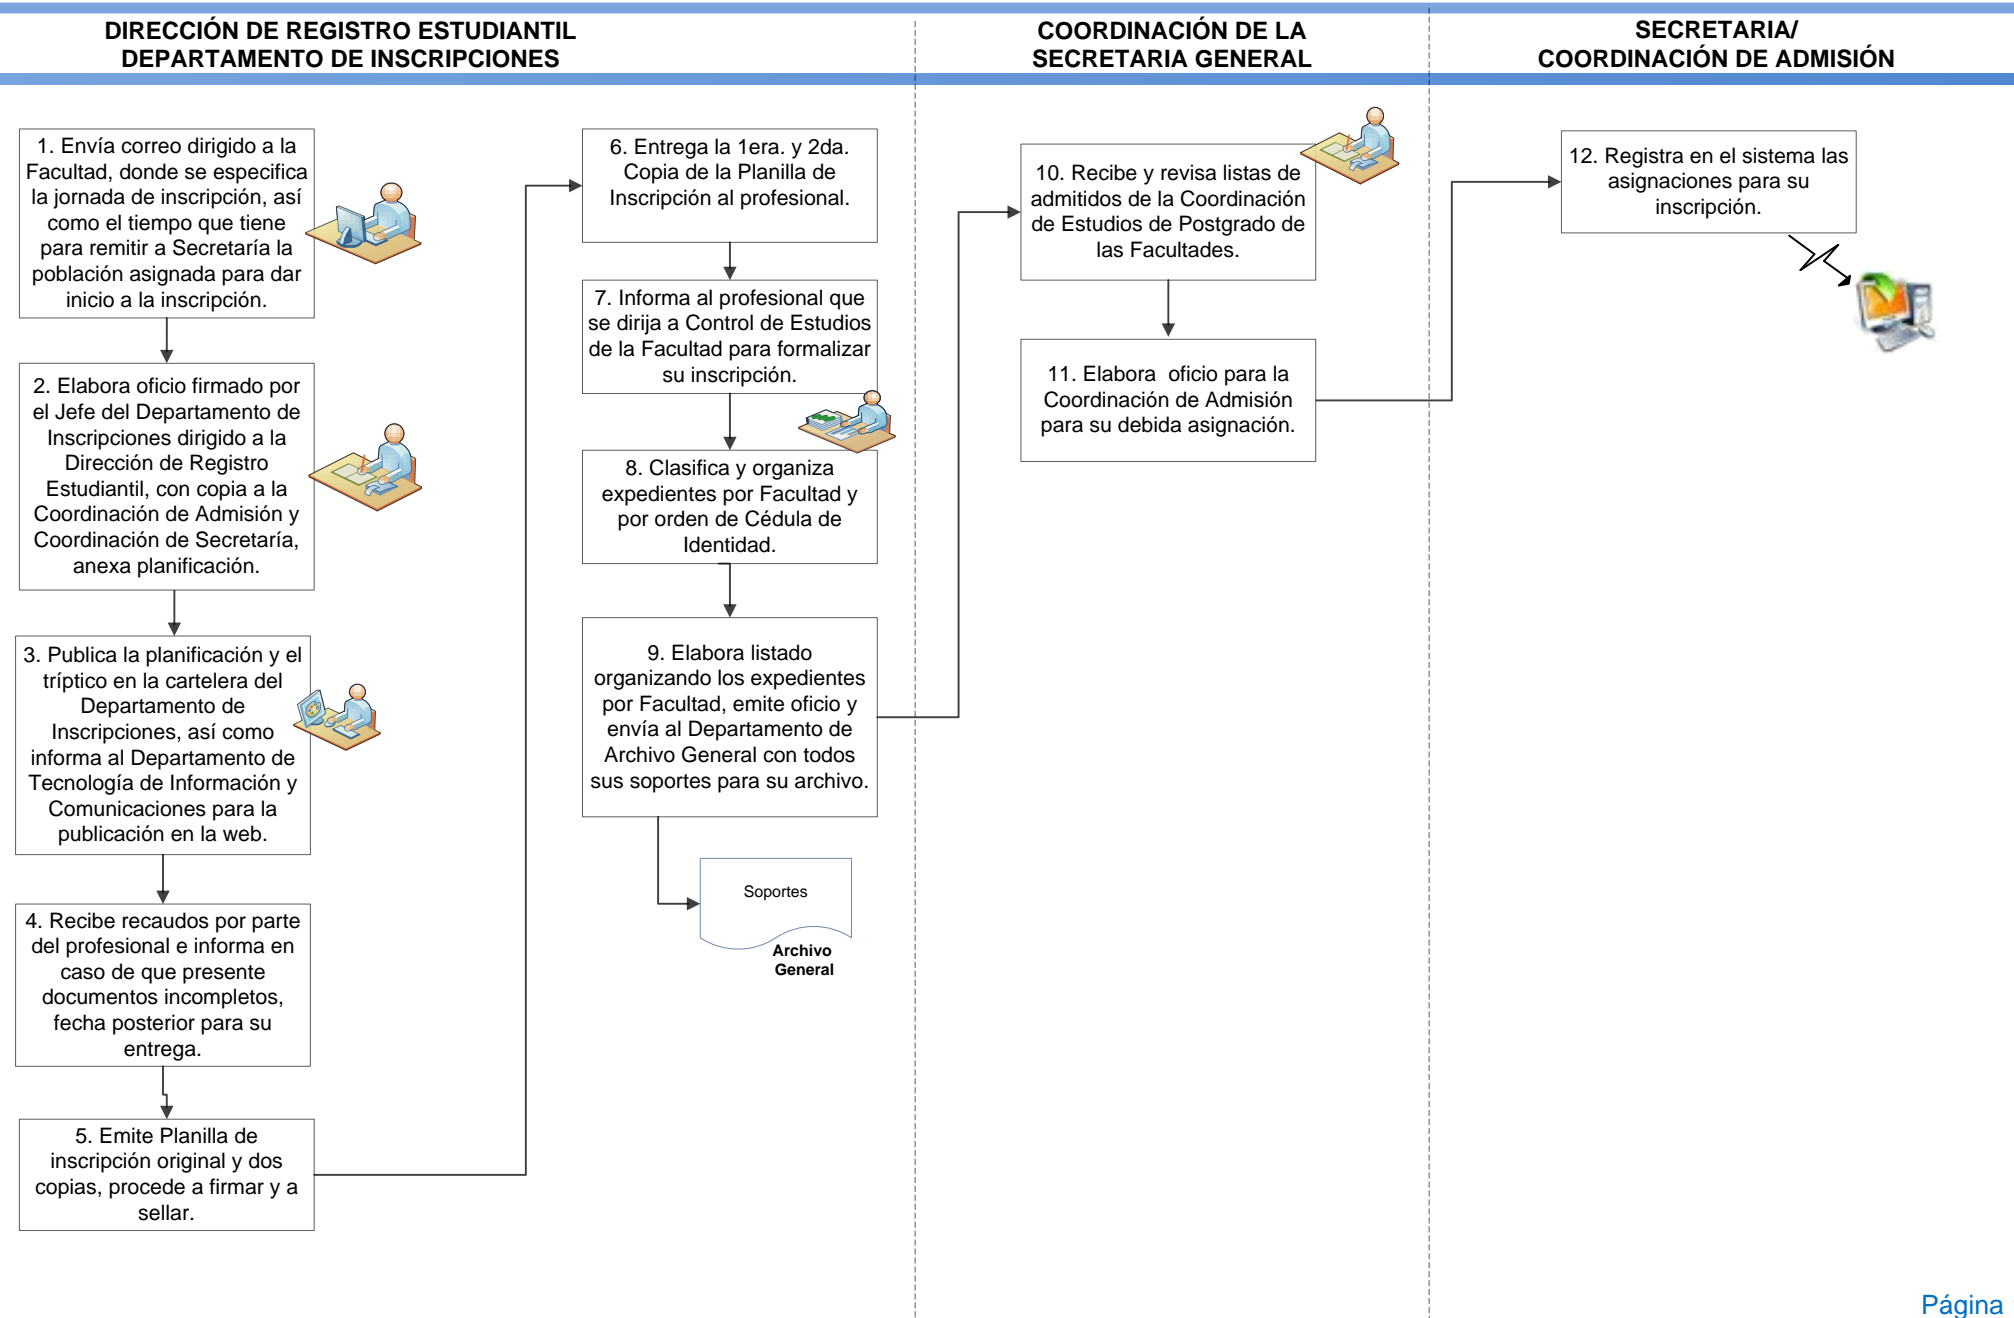 DIRECCIÓN DE REGISTRO ESTUDIANTIL
DEPARTAMENTO DE INSCRIPCIONES
COORDINACIÓN DE LA
SECRETARIA GENERAL
SECRETARIA/
COORDINACIÓN DE ADMISIÓN
1. Envía correo dirigido a la
Facultad, donde se especifica
la jornada de inscripción, así
como el tiempo que tiene
para remitir a Secretaría la
población asignada para dar
inicio a la inscripción.
2. Elabora oficio firmado por
el Jefe del Departamento de
Inscripciones dirigido a la
Dirección de Registro
Estudiantil, con copia a la
Coordinación de Admisión y
Coordinación de Secretaría,
anexa planificación.
3. Publica la planificación y el
tríptico en la cartelera del
Departamento de
Inscripciones, así como
informa al Departamento de
Tecnología de Información y
Comunicaciones para la
publicación en la web.
4. Recibe recaudos por parte
del profesional e informa en
caso de que presente
documentos incompletos,
fecha posterior para su
entrega.
5. Emite Planilla de
inscripción original y dos
copias, procede a firmar y a
sellar.
6. Entrega la 1era. y 2da.
Copia de la Planilla de
Inscripción al profesional.
7. Informa al profesional que
se dirija a Control de Estudios
de la Facultad para formalizar
su inscripción.
8. Clasifica y organiza
expedientes por Facultad y
por orden de Cédula de
Identidad.
9. Elabora listado
organizando los expedientes
por Facultad, emite oficio y
envía al Departamento de
Archivo General con todos
sus soportes para su archivo.
Soportes
Archivo
General
10. Recibe y revisa listas de
admitidos de la Coordinación
de Estudios de Postgrado de
las Facultades.
11. Elabora oficio para la
Coordinación de Admisión
para su debida asignación.
12. Registra en el sistema las
asignaciones para su
inscripción.
Página